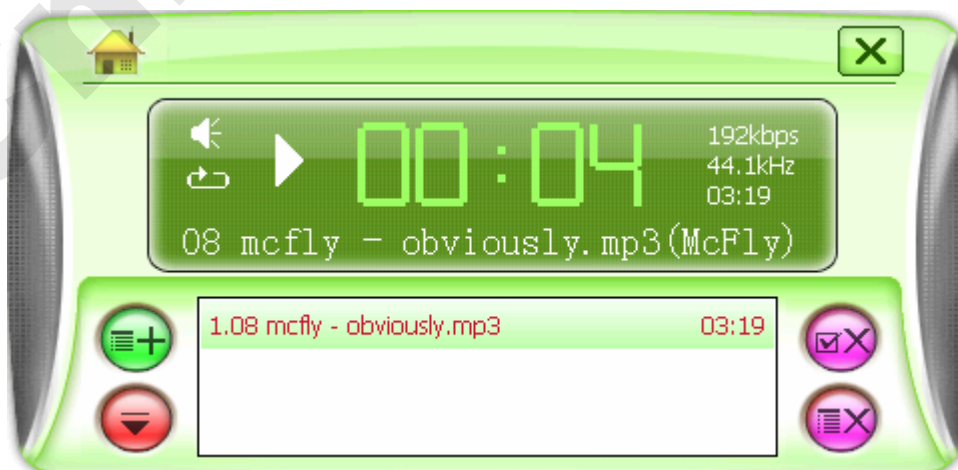 00:04
192kbps
44.1kHz
03:19
08 mcfly - obviously.mp3(McFly)
1.08 mcfly - obviously.mp3 03:19